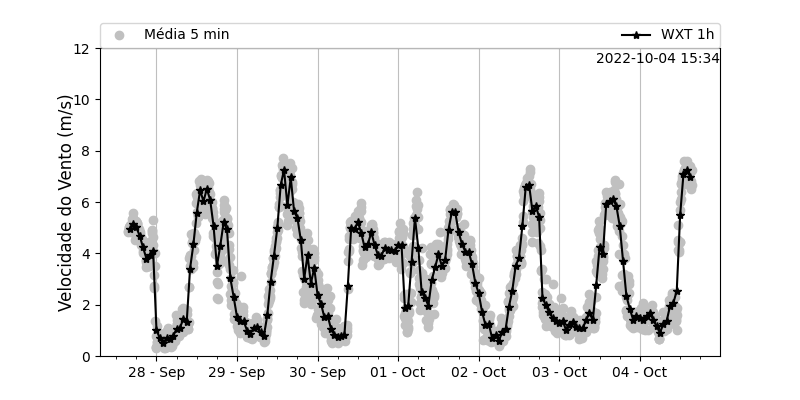 Média 5 min
WXT 1h
2022-10-04 15:34
Velocidade do Vento (m/s)
12
10
8
6
4
2
0
28 - Sep
29 - Sep
30 - Sep
01 - Oct
02 - Oct
03 - Oct
04 - Oct